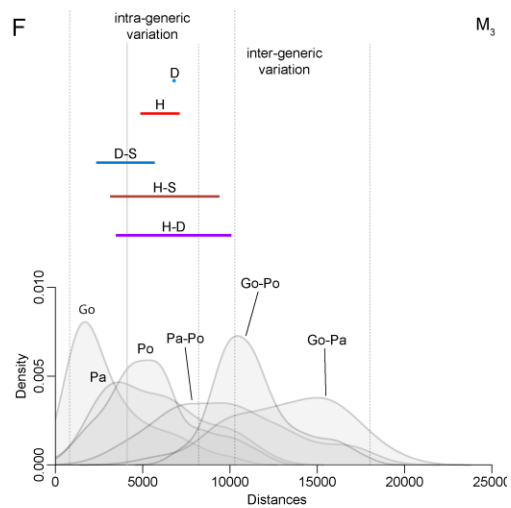 F
M3
intra-generic
variation
inter-generic
variation
D
H
D-S
H-S
H-D
Go-Po
Go
Pa-Po
Go-Pa
Po
Pa
0.010
0.005
0.000
Density
0
5000
10000
15000
20000
25000
Distances